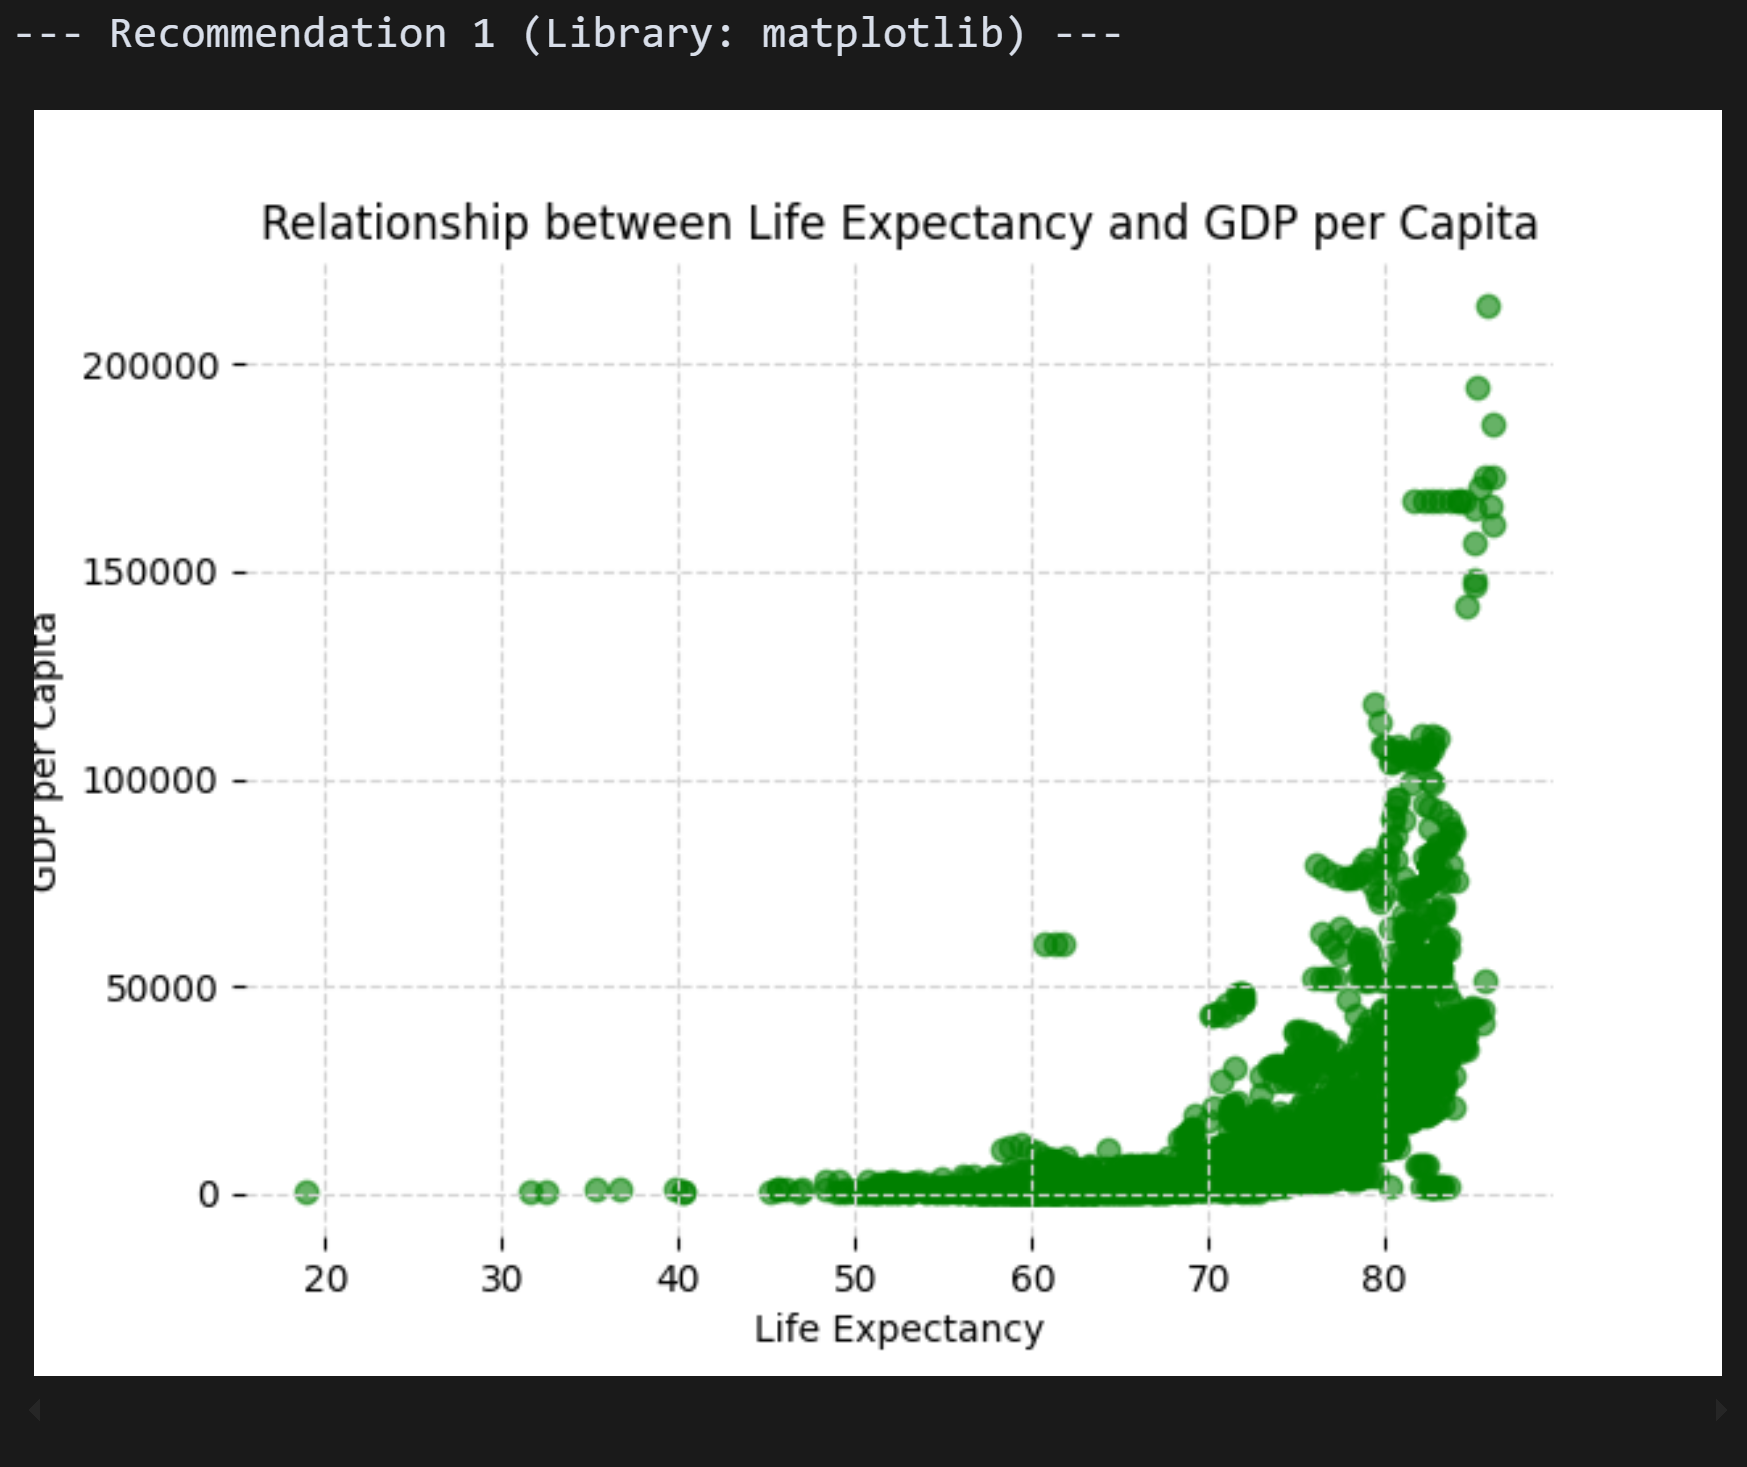 --- Recommendation 1 (Library: matplotlib) ---
Relationship between Life Expectancy and GDP per Capita
200000
150000
100000
50000
0
GDP per Capita
20 30 40 50 60 70 80
Life Expectancy